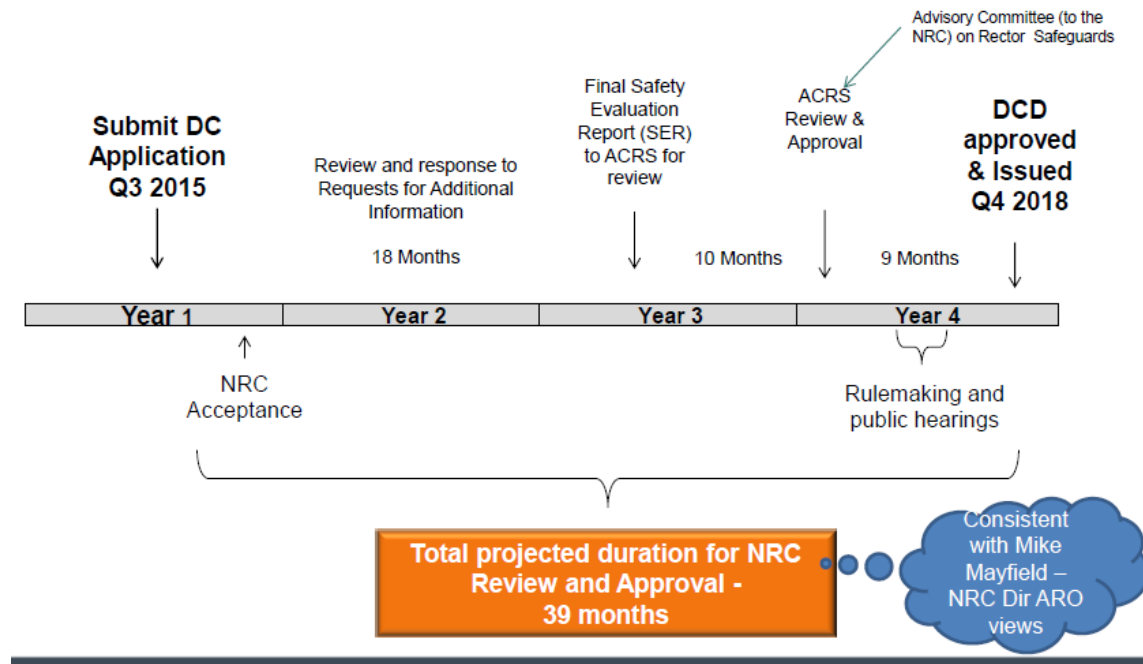 Advisory Committee (to the
NRC) on Rector Safeguards
Submit DC
Application
Q3 2015
Review and response to
Requests for Additional
Information
18 Months
Final Safety
Evaluation
Report (SER)
to ACRS for
review
10 Months
ACRS
Review &
Approval
9 Months
DCD
approved
& Issued
Q4 2018
Year 1
Year 2
Year 3
Year 4
NRC
Acceptance
Rulemaking and
public hearings
Total projected duration for NRC
Review and Approval -
39 months
Consistent
with Mike
Mayfield –
NRC Dir ARO
views